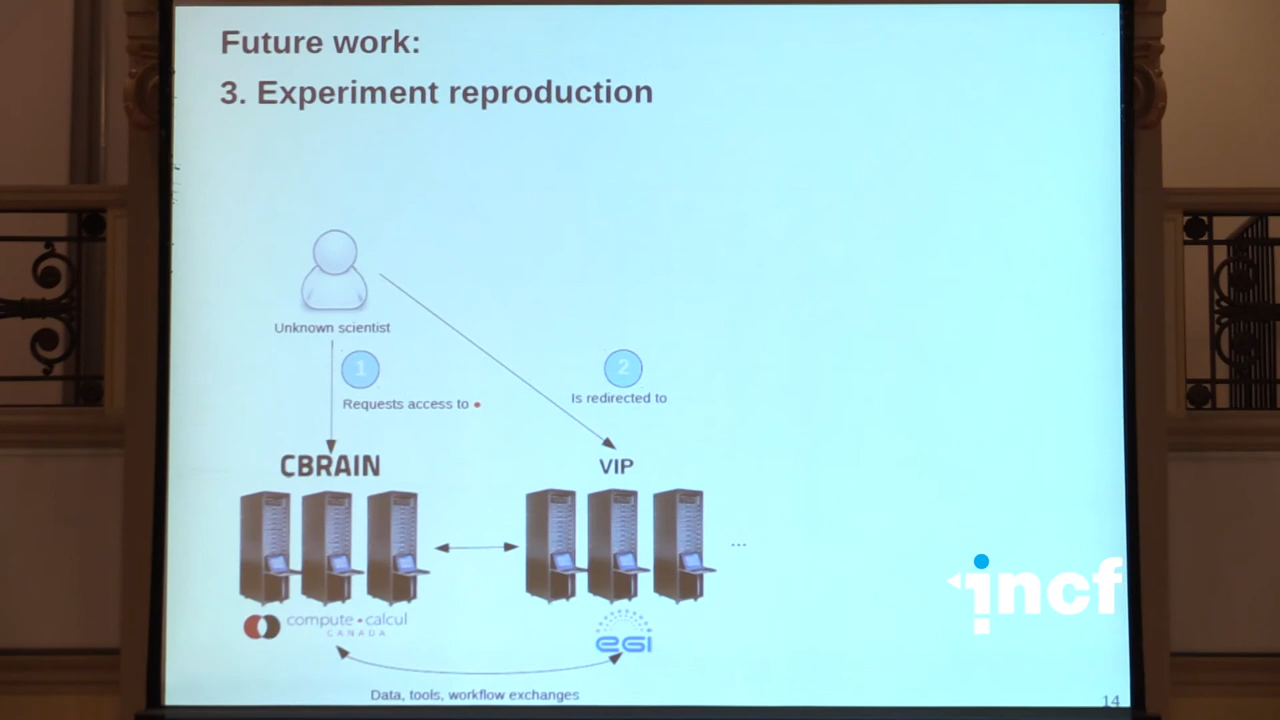 Future work:
3. Experiment reproduction
Unknown scientist
1
2
Requests access to
Is redirected to
CBRAIN
VIP
...
compute • calcul
CANADA
egi
incf
Data, tools, workflow exchanges
14